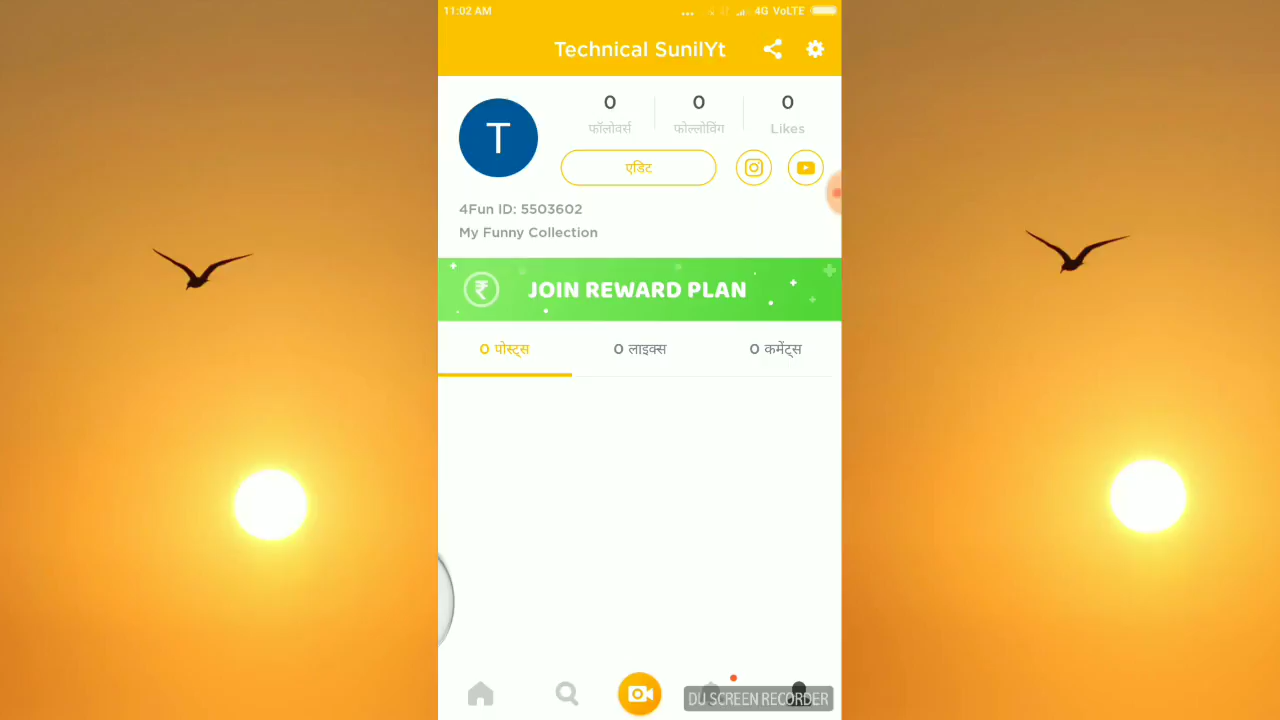 11:02 AM
4G VoLTE
Technical SunilYt
0 0 0
फॉलोवर्स फोल्लोविंग Likes
T
एडिट
4Fun ID: 5503602
My Funny Collection
₹ JOIN REWARD PLAN
0 पोस्ट्स 0 लाइक्स 0 कमेंट्स
DU SCREEN RECORDER